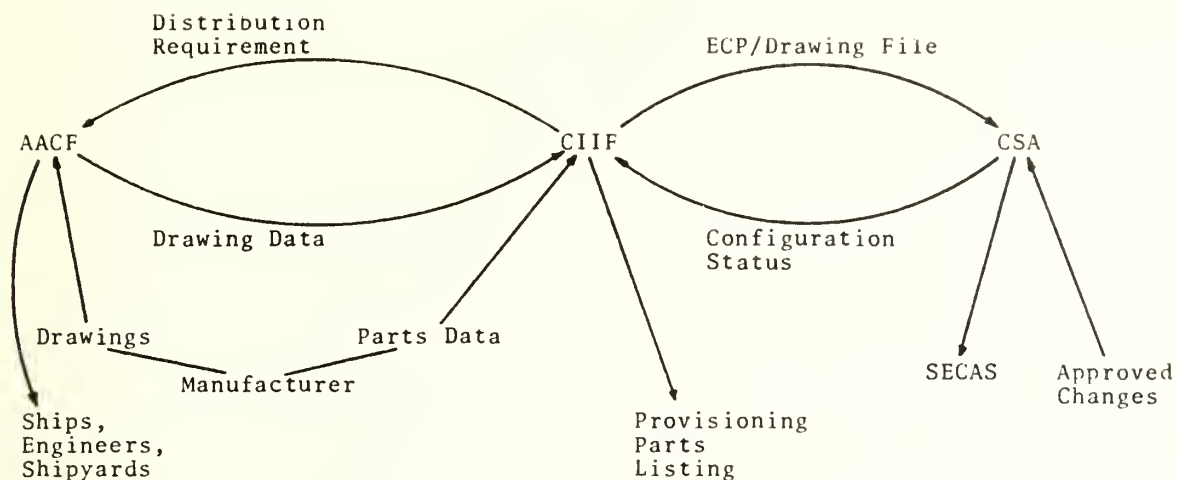 Distribution
Requirement
ECP/Drawing File
AACF
CIIF
CSA
Drawing Data
Configuration
Status
Drawings
Parts Data
Manufacturer
SECAS
Approved
Changes
Ships,
Engineers,
Shipyards
Provisioning
Parts
Listing